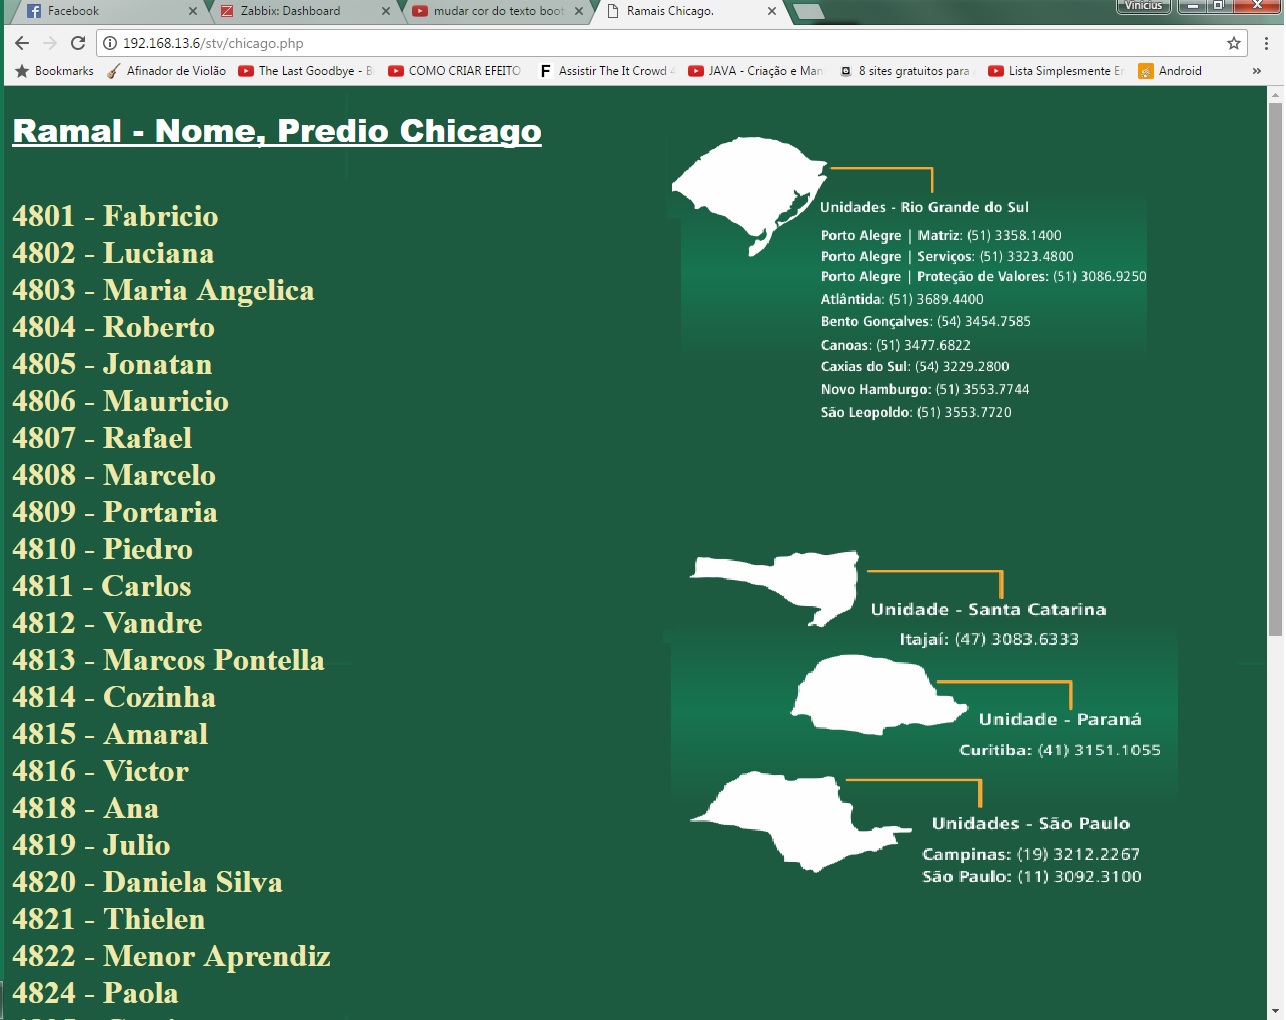 Facebook
Zabbix: Dashboard
mudar cor do texto boot
Ramais Chicago.
Vinicius
192.168.13.6/stv/chicago.php
Bookmarks
Afinador de Violão
The Last Goodbye - B
COMO CRIAR EFEITO
Assistir The It Crowd 4
JAVA - Criação e Man
8 sites gratuitos para
Lista Simplesmente En
Android
»
Ramal - Nome, Predio Chicago
4801 - Fabricio
4802 - Luciana
4803 - Maria Angelica
4804 - Roberto
4805 - Jonatan
4806 - Mauricio
4807 - Rafael
4808 - Marcelo
4809 - Portaria
4810 - Piedro
4811 - Carlos
4812 - Vandre
4813 - Marcos Pontella
4814 - Cozinha
4815 - Amaral
4816 - Victor
4818 - Ana
4819 - Julio
4820 - Daniela Silva
4821 - Thielen
4822 - Menor Aprendiz
4824 - Paola
Unidades - Rio Grande do Sul
Porto Alegre | Matriz: (51) 3358.1400
Porto Alegre | Serviços: (51) 3323.4800
Porto Alegre | Proteção de Valores: (51) 3086.9250
Atlântida: (51) 3689.4400
Bento Gonçalves: (54) 3454.7585
Canoas: (51) 3477.6822
Caxias do Sul: (54) 3229.2800
Novo Hamburgo: (51) 3553.7744
São Leopoldo: (51) 3553.7720
Unidade - Santa Catarina
Itajaí: (47) 3083.6333
Unidade - Paraná
Curitiba: (41) 3151.1055
Unidades - São Paulo
Campinas: (19) 3212.2267
São Paulo: (11) 3092.3100